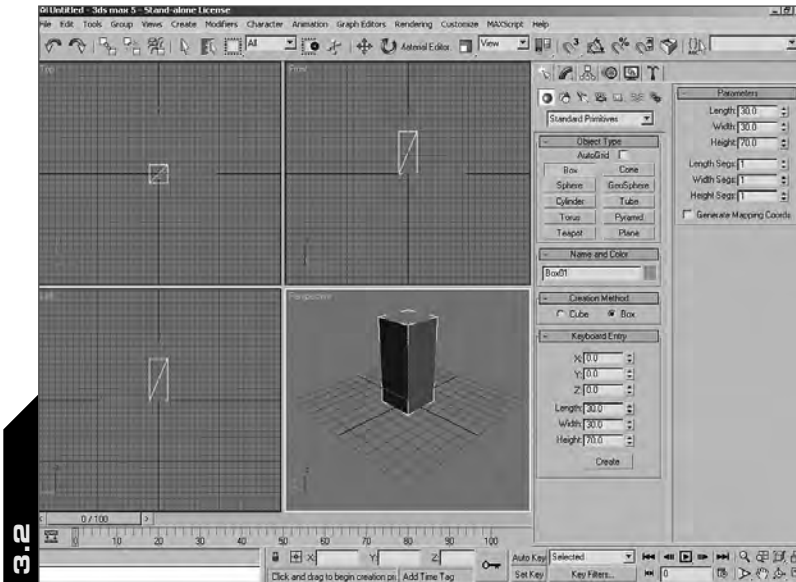 Untitled - 3ds max 5 - Stand-alone License
File Edit Tools Group Views Create Modifiers Character Animation Graph Editors Rendering Customize MAXScript Help
All
Material Editor
View
Top
Front
Left
Perspective
Standard Primitives
- Object Type
AutoGrid
Box Cone
Sphere GeoSphere
Cylinder Tube
Torus Pyramid
Teapot Plane
- Name and Color
Box01
- Creation Method
Cube Box
- Keyboard Entry
X: 0.0
Y: 0.0
Z: 0.0
Length: 30.0
Width: 30.0
Height: 70.0
Create
- Parameters
Length: 30.0
Width: 30.0
Height: 70.0
Length Segs: 1
Width Segs: 1
Height Segs: 1
Generate Mapping Coords.
< 0 / 100 >
0 10 20 30 40 50 60 70 80 90 100
X: Y: Z:
Click and drag to begin creation pr Add Time Tag
Auto Key Selected
Set Key Key Filters... 0
3.2